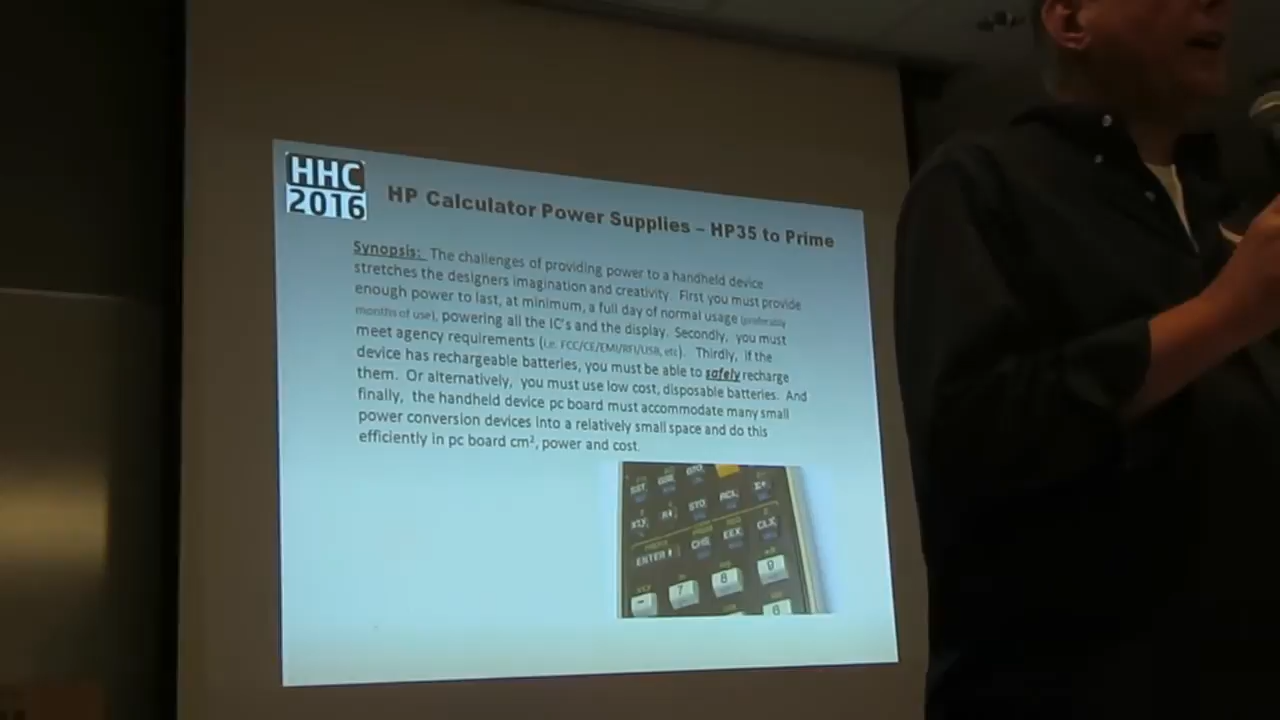 HHC
2016
HP Calculator Power Supplies – HP35 to Prime
Synopsis: The challenges of providing power to a handheld device
stretches the designers imagination and creativity. First you must provide
enough power to last, at minimum, a full day of normal usage (preferably
months of use), powering all the IC's and the display. Secondly, you must
meet agency requirements (i.e. FCC/CE/EMI/RFI/USB, etc). Thirdly, if the
device has rechargeable batteries, you must be able to safely recharge
them. Or alternatively, you must use low cost, disposable batteries. And
finally, the handheld device pc board must accommodate many small
power conversion devices into a relatively small space and do this
efficiently in pc board cm², power and cost.
SST GTO
R↓ STO RCL Σ+
ENTER↑ CHS EEX CLX
− 7 8 9
6